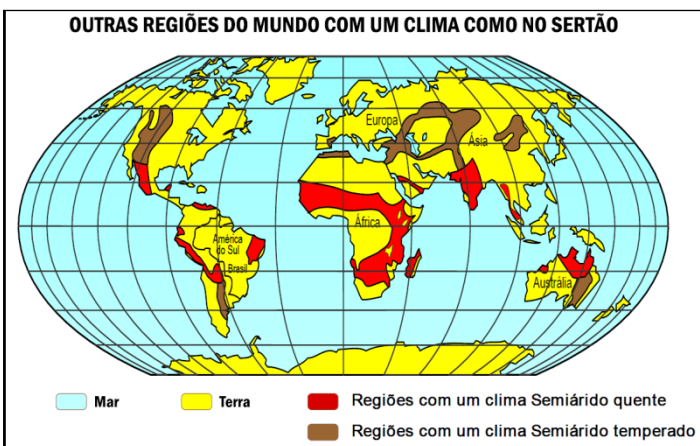 OUTRAS REGIÕES DO MUNDO COM UM CLIMA COMO NO SERTÃO
Europa
Ásia
África
América
do Sul
Brasil
Austrália
Mar
Terra
Regiões com um clima Semiárido quente
Regiões com um clima Semiárido temperado